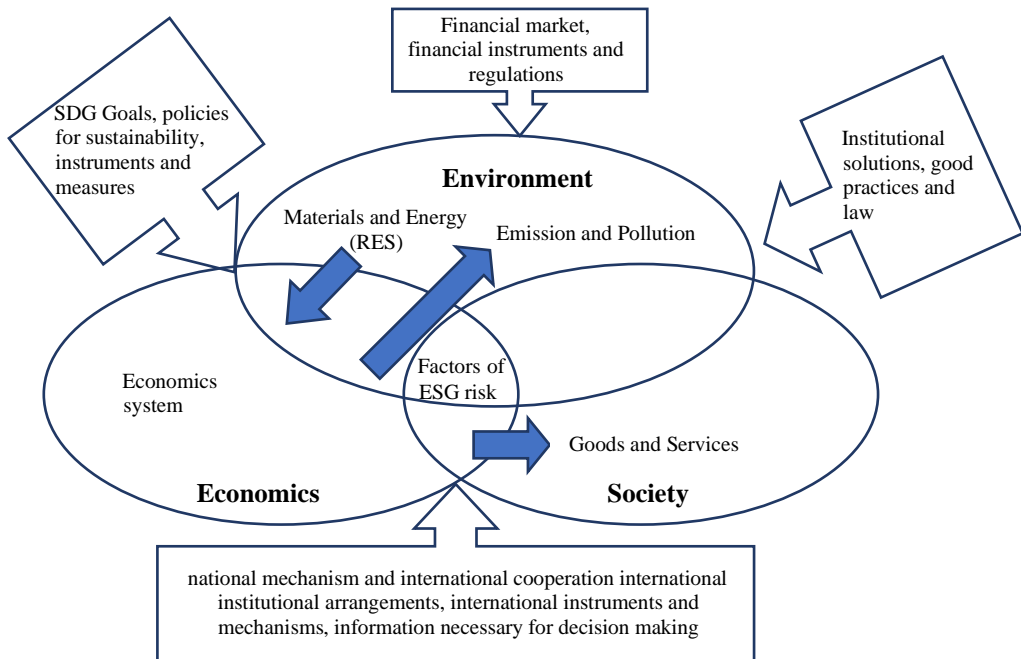 Financial market,
financial instruments and
regulations
SDG Goals, policies
for sustainability,
instruments and
measures
Institutional
solutions, good
practices and
law
Environment
Materials and Energy
(RES)
Emission and Pollution
Economics
system
Factors of
ESG risk
Goods and Services
Economics
Society
national mechanism and international cooperation international
institutional arrangements, international instruments and
mechanisms, information necessary for decision making